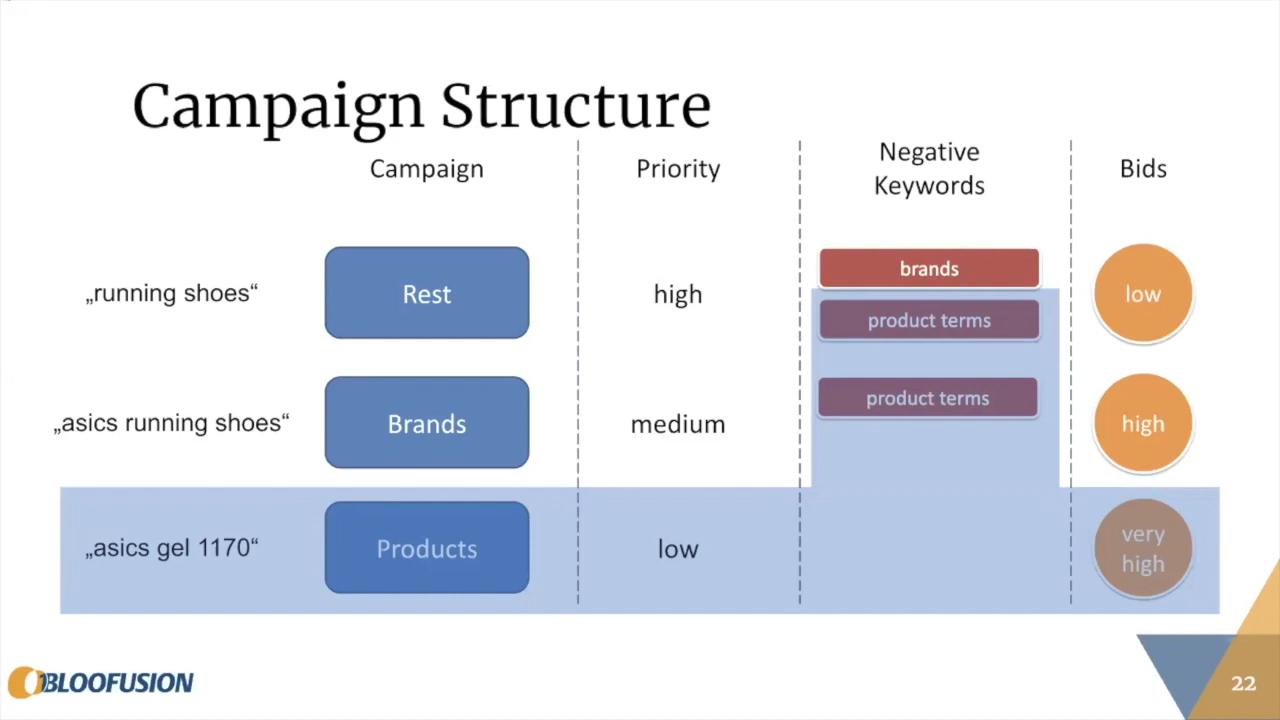 Campaign Structure
Campaign
Priority
Negative
Keywords
Bids
„running shoes“
Rest
high
brands
product terms
low
„asics running shoes“
Brands
medium
product terms
high
„asics gel 1170“
Products
low
very
high
BLOOFUSION
22